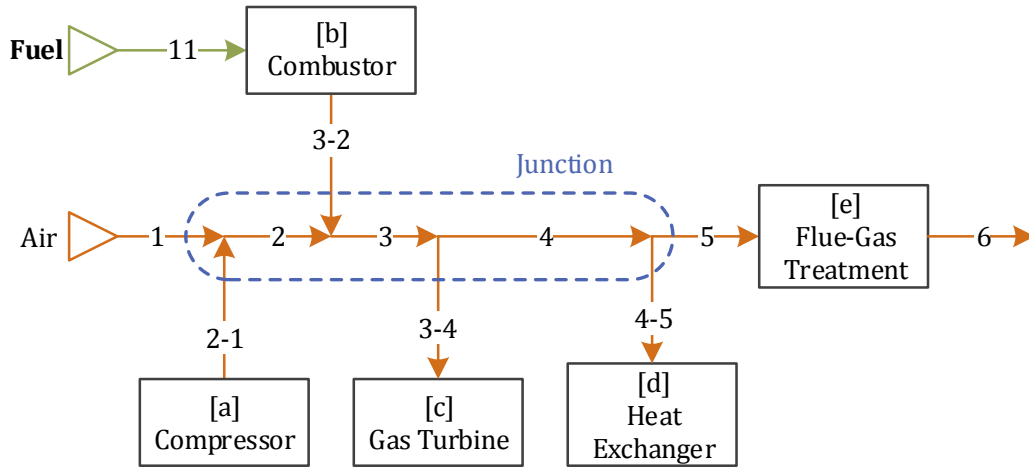 [b]
Combustor
Fuel
11
3-2
Junction
Air
1
2
3
4
5
[e]
Flue-Gas
Treatment
6
2-1
3-4
4-5
[a]
Compressor
[c]
Gas Turbine
[d]
Heat
Exchanger